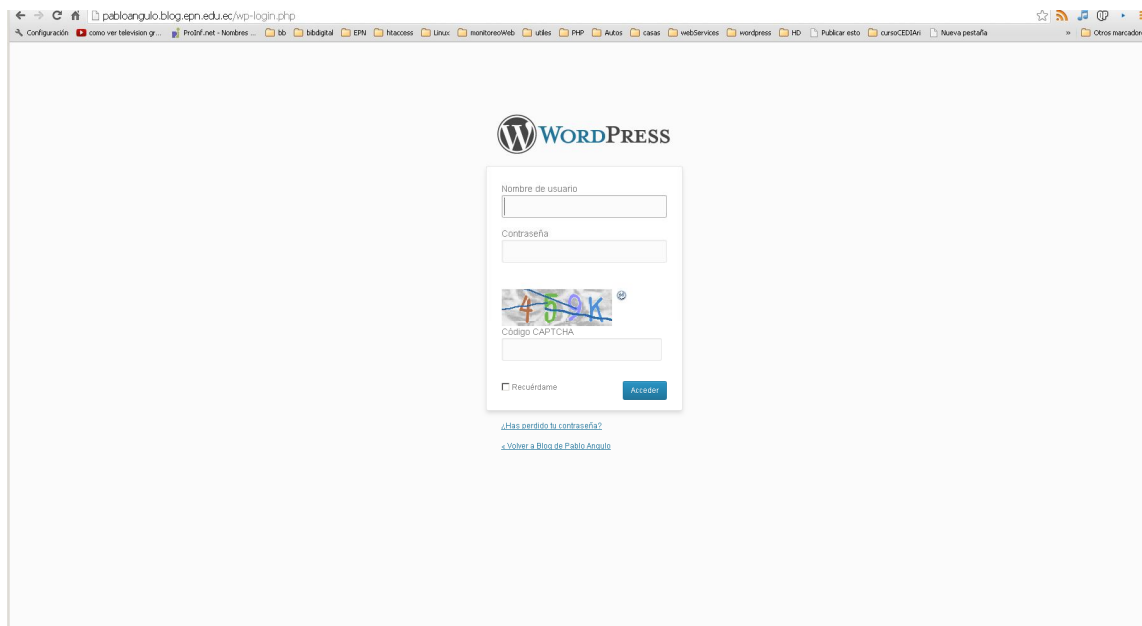 pabloangulo.blog.epn.edu.ec/wp-login.php
Configuración como ver television gr... ProInf.net - Nombres ... bb bibdigital EPN htaccess Linux monitoreoWeb utiles PHP Autos casas webServices wordpress HD Publicar esto cursoCEDIAri Nueva pestaña » Otros marcador
WORDPRESS
Nombre de usuario
Contraseña
459K
Código CAPTCHA
Recuérdame Acceder
¿Has perdido tu contraseña?
« Volver a Blog de Pablo Angulo